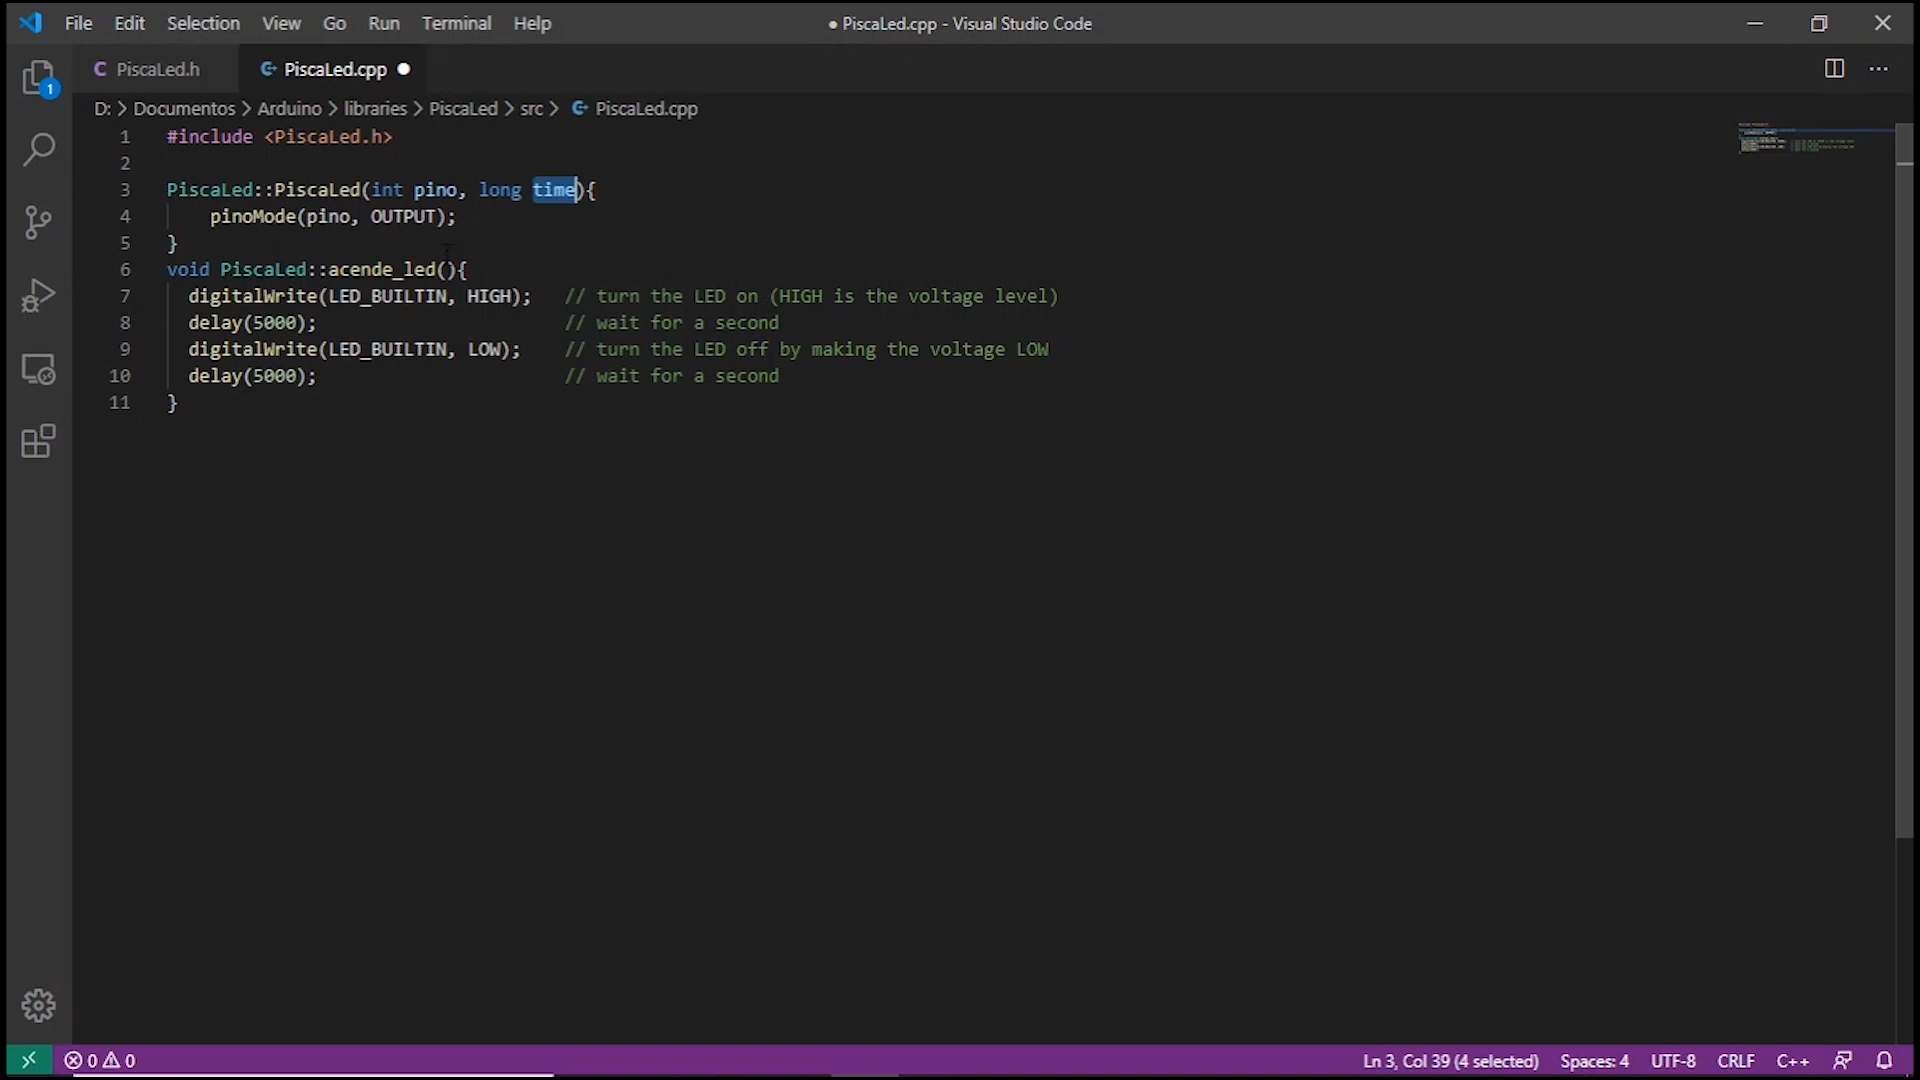 File Edit Selection View Go Run Terminal Help ● PiscaLed.cpp - Visual Studio Code
C PiscaLed.h PiscaLed.cpp ●
1
D: > Documentos > Arduino > libraries > PiscaLed > src > PiscaLed.cpp
1 #include <PiscaLed.h>
2
3 PiscaLed::PiscaLed(int pino, long time){
4 pinoMode(pino, OUTPUT);
5 }
6 void PiscaLed::acende_led(){
7 digitalWrite(LED_BUILTIN, HIGH); // turn the LED on (HIGH is the voltage level)
8 delay(5000); // wait for a second
9 digitalWrite(LED_BUILTIN, LOW); // turn the LED off by making the voltage LOW
10 delay(5000); // wait for a second
11 }
0 0 Ln 3, Col 39 (4 selected) Spaces: 4 UTF-8 CRLF C++